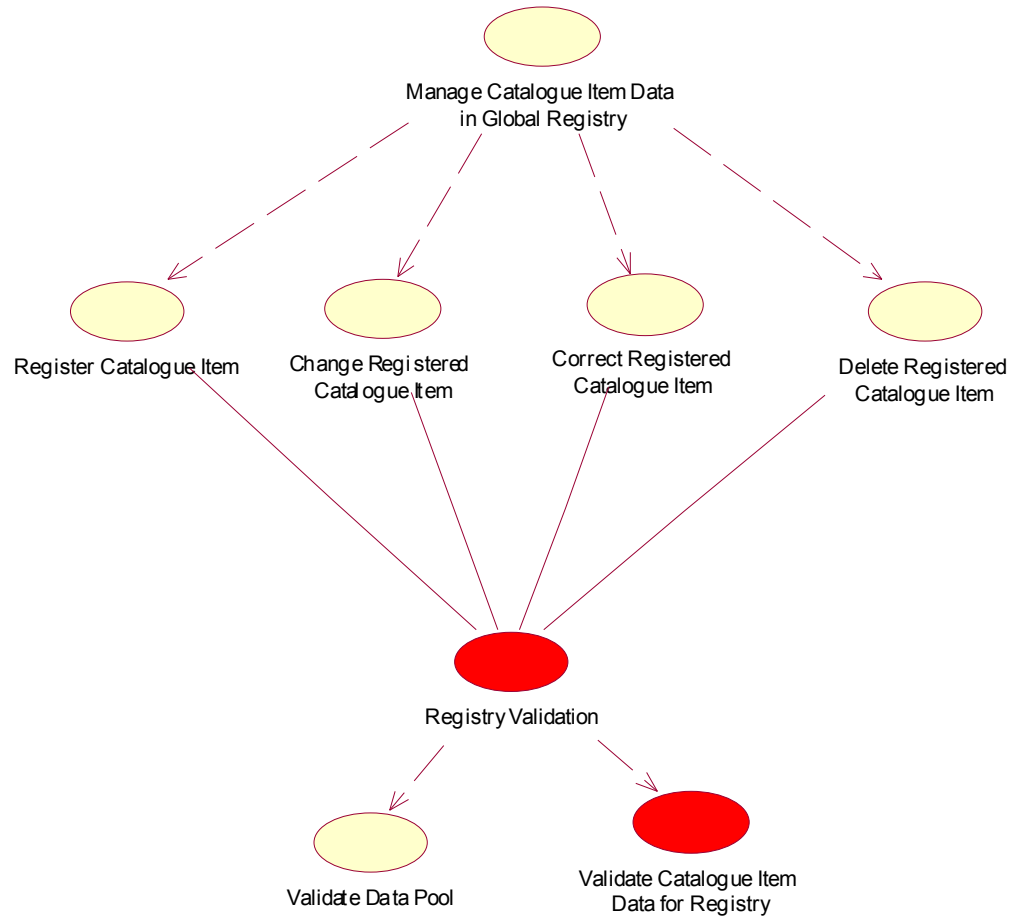 Manage Catalogue Item Data
in Global Registry
Register Catalogue Item
Change Registered
Catalogue Item
Correct Registered
Catalogue Item
Delete Registered
Catalogue Item
Registry Validation
Validate Data Pool
Validate Catalogue Item
Data for Registry